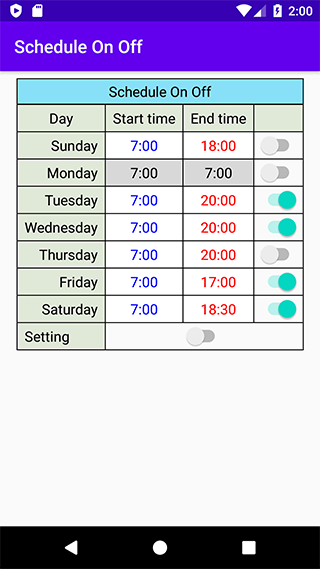 2:00
Schedule On Off
Schedule On Off
Day Start time End time
Sunday 7:00 18:00
Monday 7:00 7:00
Tuesday 7:00 20:00
Wednesday 7:00 20:00
Thursday 7:00 20:00
Friday 7:00 17:00
Saturday 7:00 18:30
Setting